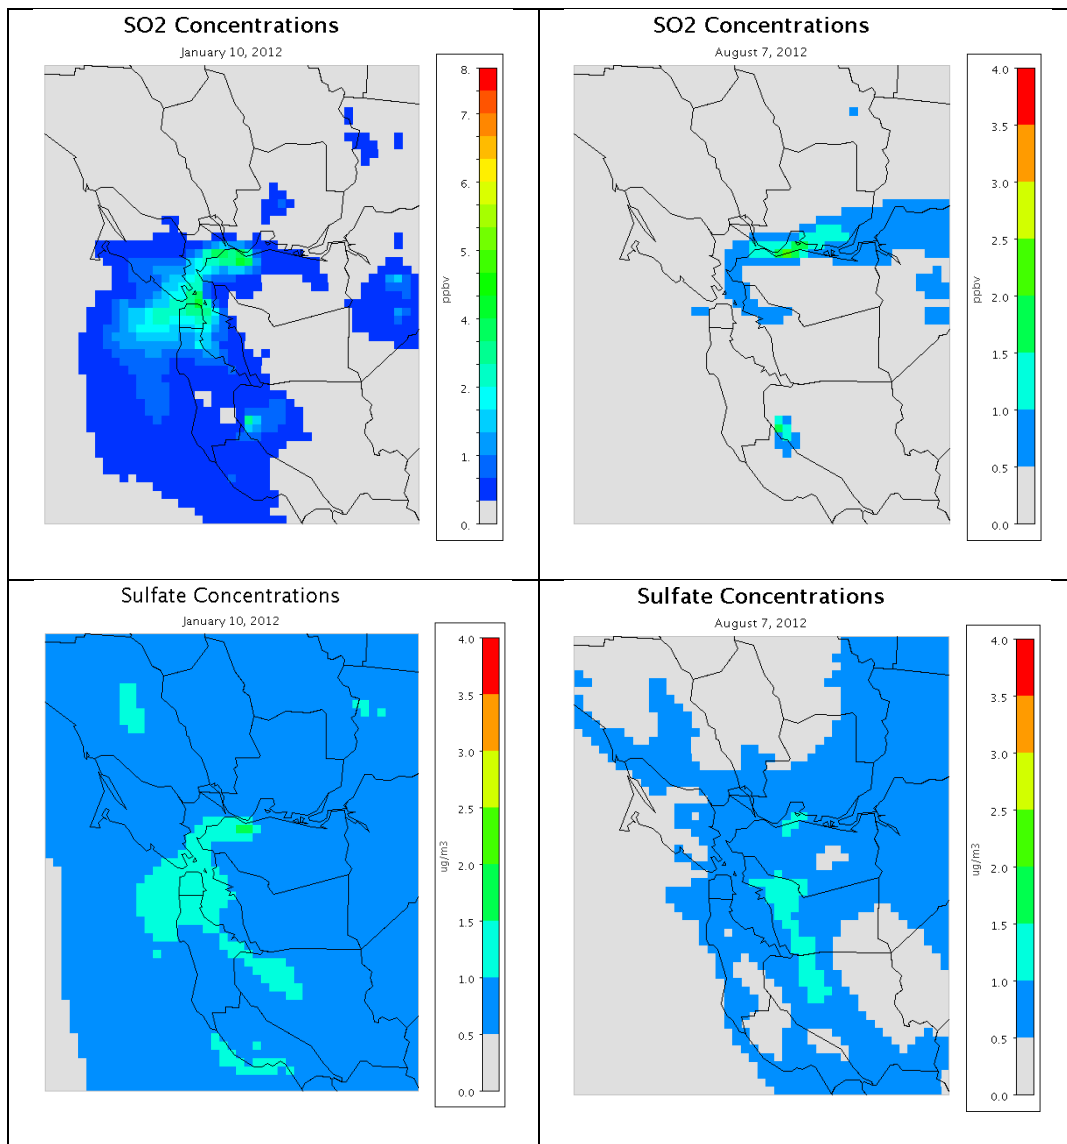 SO2 Concentrations
January 10, 2012
8.
7.
6.
5.
4.
2.
1.
0.
ppbv
SO2 Concentrations
August 7, 2012
4.0
3.5
3.0
2.5
2.0
1.5
1.0
0.5
0.0
ppbv
Sulfate Concentrations
January 10, 2012
4.0
3.5
3.0
2.5
2.0
1.5
1.0
0.5
0.0
ug/m3
Sulfate Concentrations
August 7, 2012
4.0
3.5
3.0
2.5
2.0
1.5
1.0
0.5
0.0
ug/m3